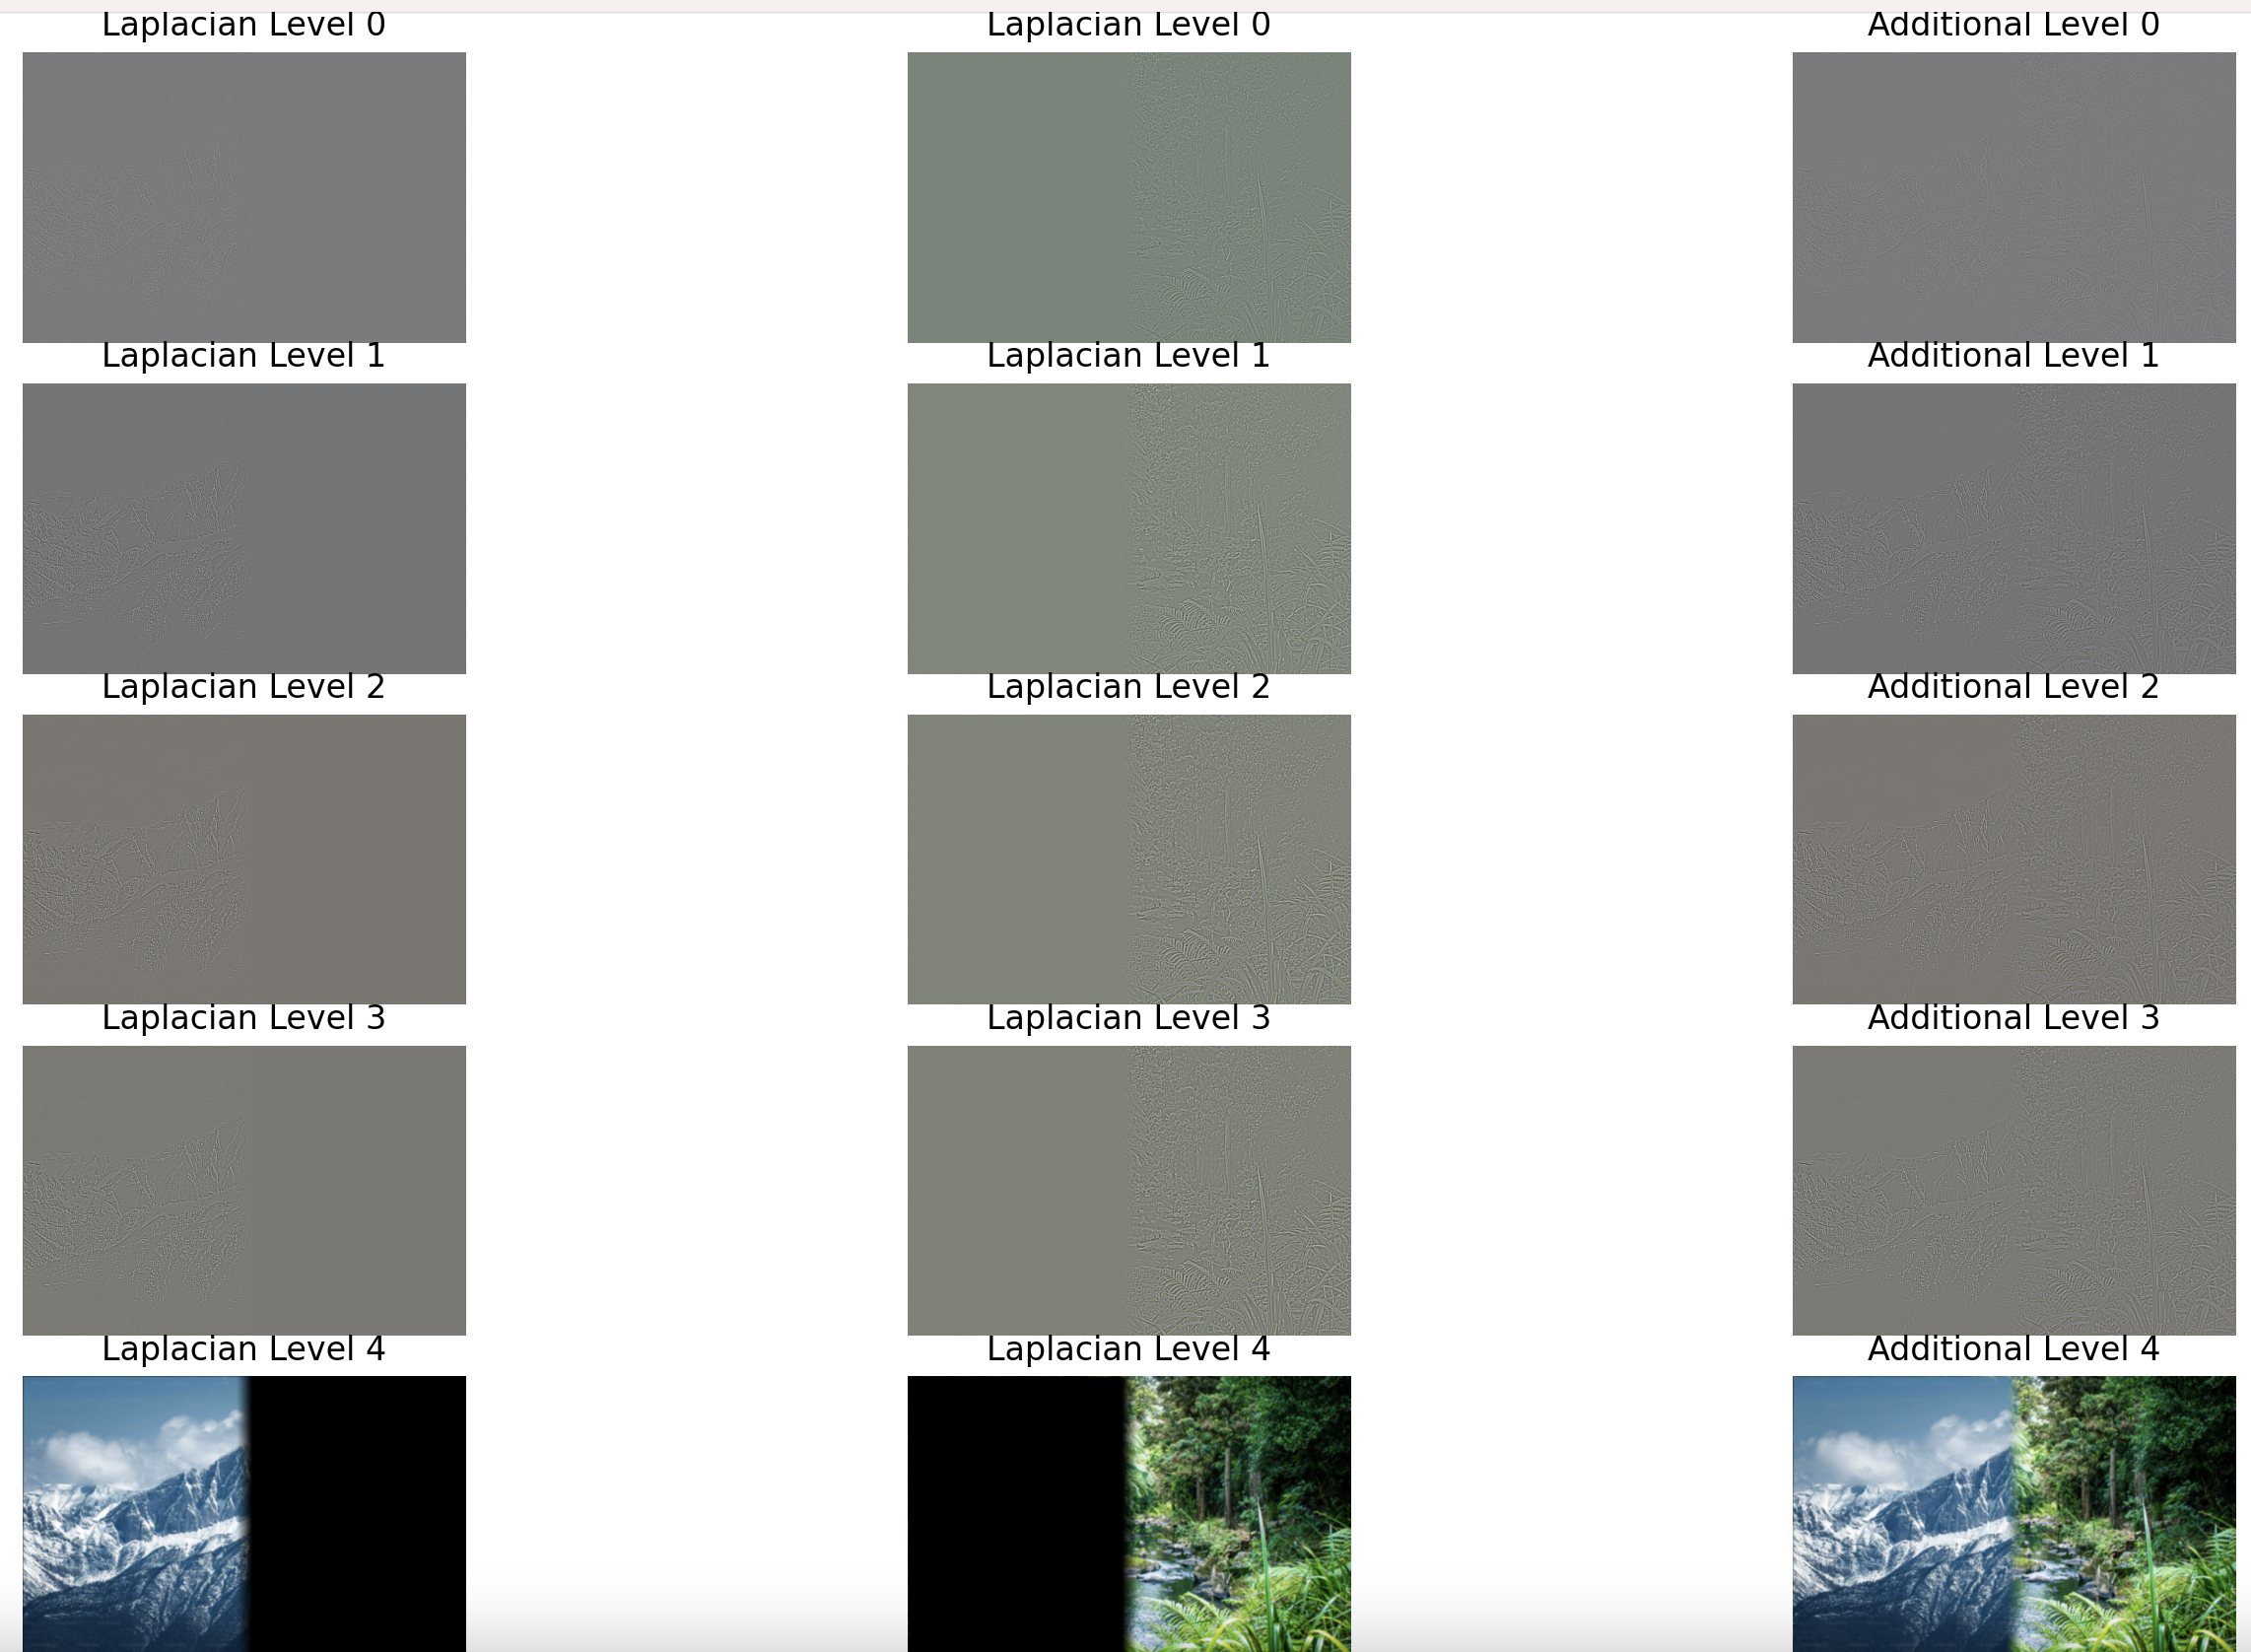 Laplacian Level 0
Laplacian Level 0
Additional Level 0
Laplacian Level 1
Laplacian Level 1
Additional Level 1
Laplacian Level 2
Laplacian Level 2
Additional Level 2
Laplacian Level 3
Laplacian Level 3
Additional Level 3
Laplacian Level 4
Laplacian Level 4
Additional Level 4